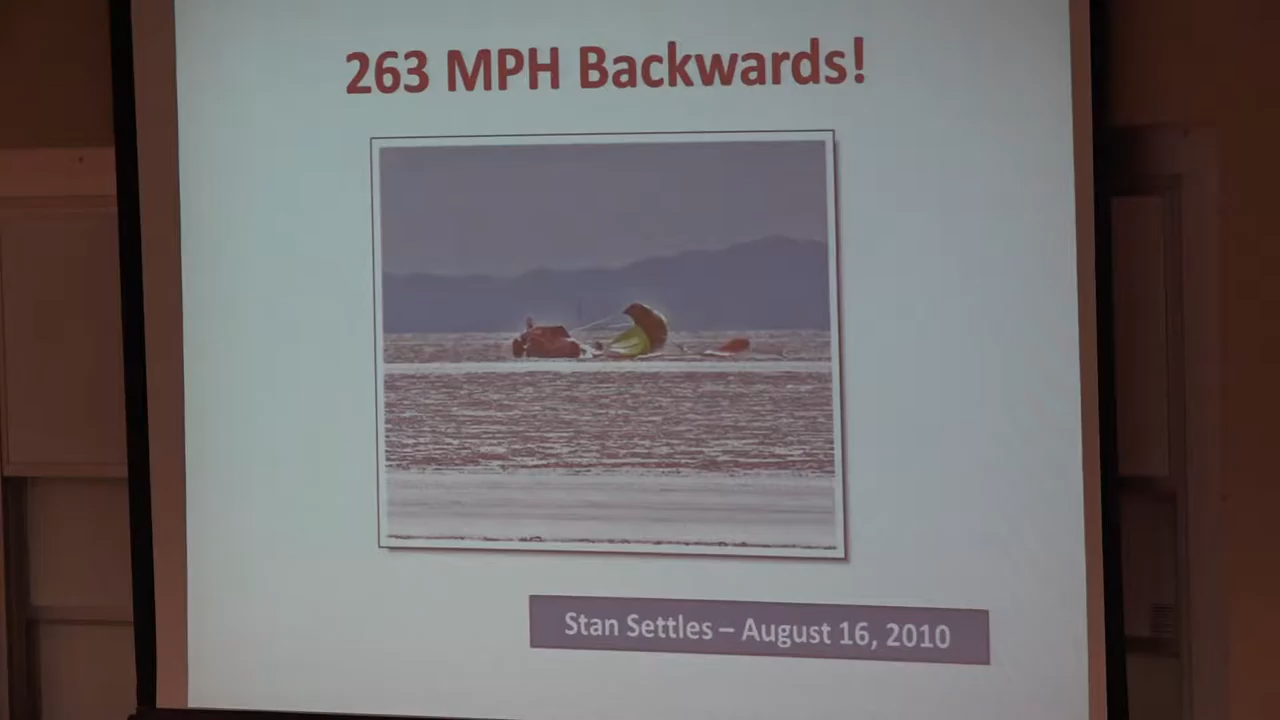 263 MPH Backwards!
Stan Settles – August 16, 2010